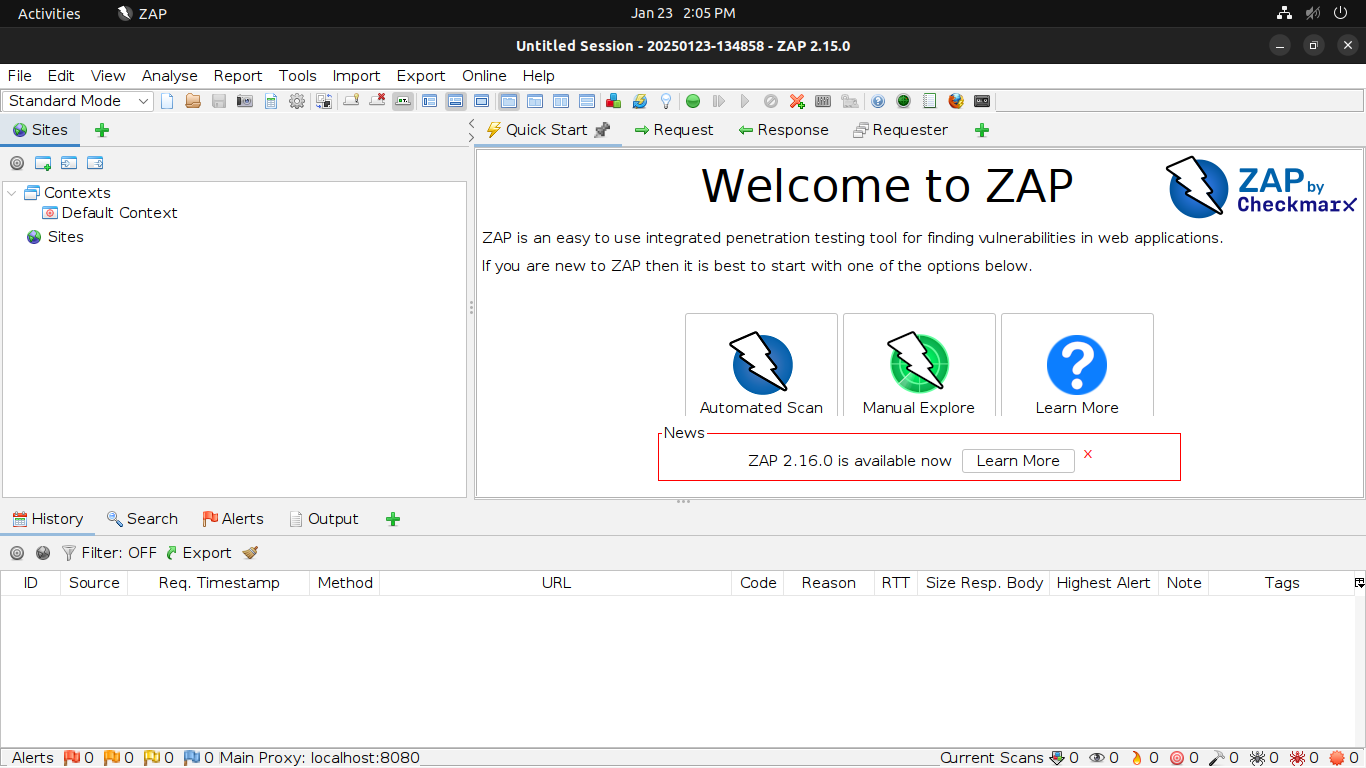 Activities ZAP Jan 23 2:05 PM
Untitled Session - 20250123-134858 - ZAP 2.15.0
File Edit View Analyse Report Tools Import Export Online Help
Standard Mode
Sites Quick Start Request Response Requester
Contexts
Default Context
Sites
Welcome to ZAP
ZAP by
Checkmarx
ZAP is an easy to use integrated penetration testing tool for finding vulnerabilities in web applications.
If you are new to ZAP then it is best to start with one of the options below.
Automated Scan Manual Explore Learn More
News
ZAP 2.16.0 is available now Learn More x
History Search Alerts Output
Filter: OFF Export
ID Source Req. Timestamp Method URL Code Reason RTT Size Resp. Body Highest Alert Note Tags
Alerts 0 0 0 0 Main Proxy: localhost:8080 Current Scans 0 0 0 0 0 0 0 0